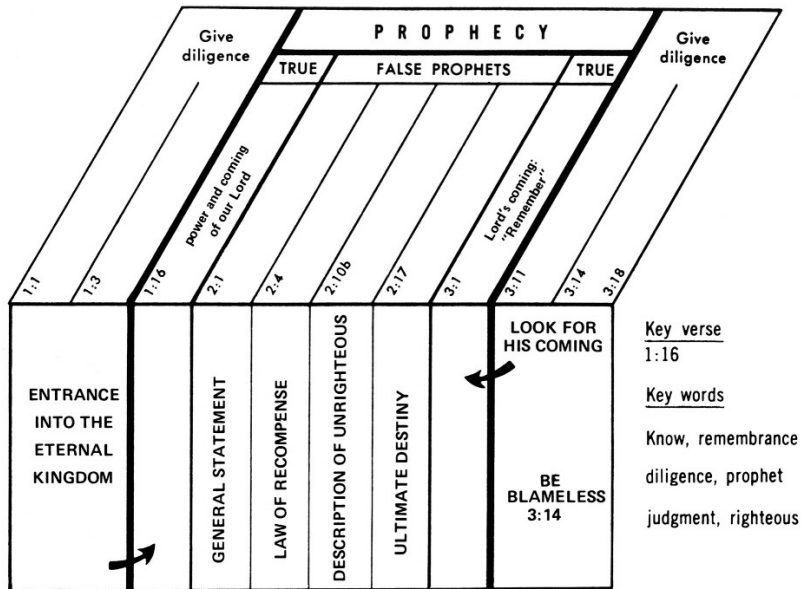 PROPHECY
Give
diligence
TRUE
FALSE PROPHETS
TRUE
Give
diligence
power and coming
of our Lord
Lord's coming:
"Remember"
1:1
1:3
1:16
2:1
2:4
2:10b
2:17
3:1
3:11
3:14
3:18
ENTRANCE
INTO THE
ETERNAL
KINGDOM
GENERAL STATEMENT
LAW OF RECOMPENSE
DESCRIPTION OF UNRIGHTEOUS
ULTIMATE DESTINY
LOOK FOR
HIS COMING
BE
BLAMELESS
3:14
Key verse
1:16
Key words
Know, remembrance
diligence, prophet
judgment, righteous